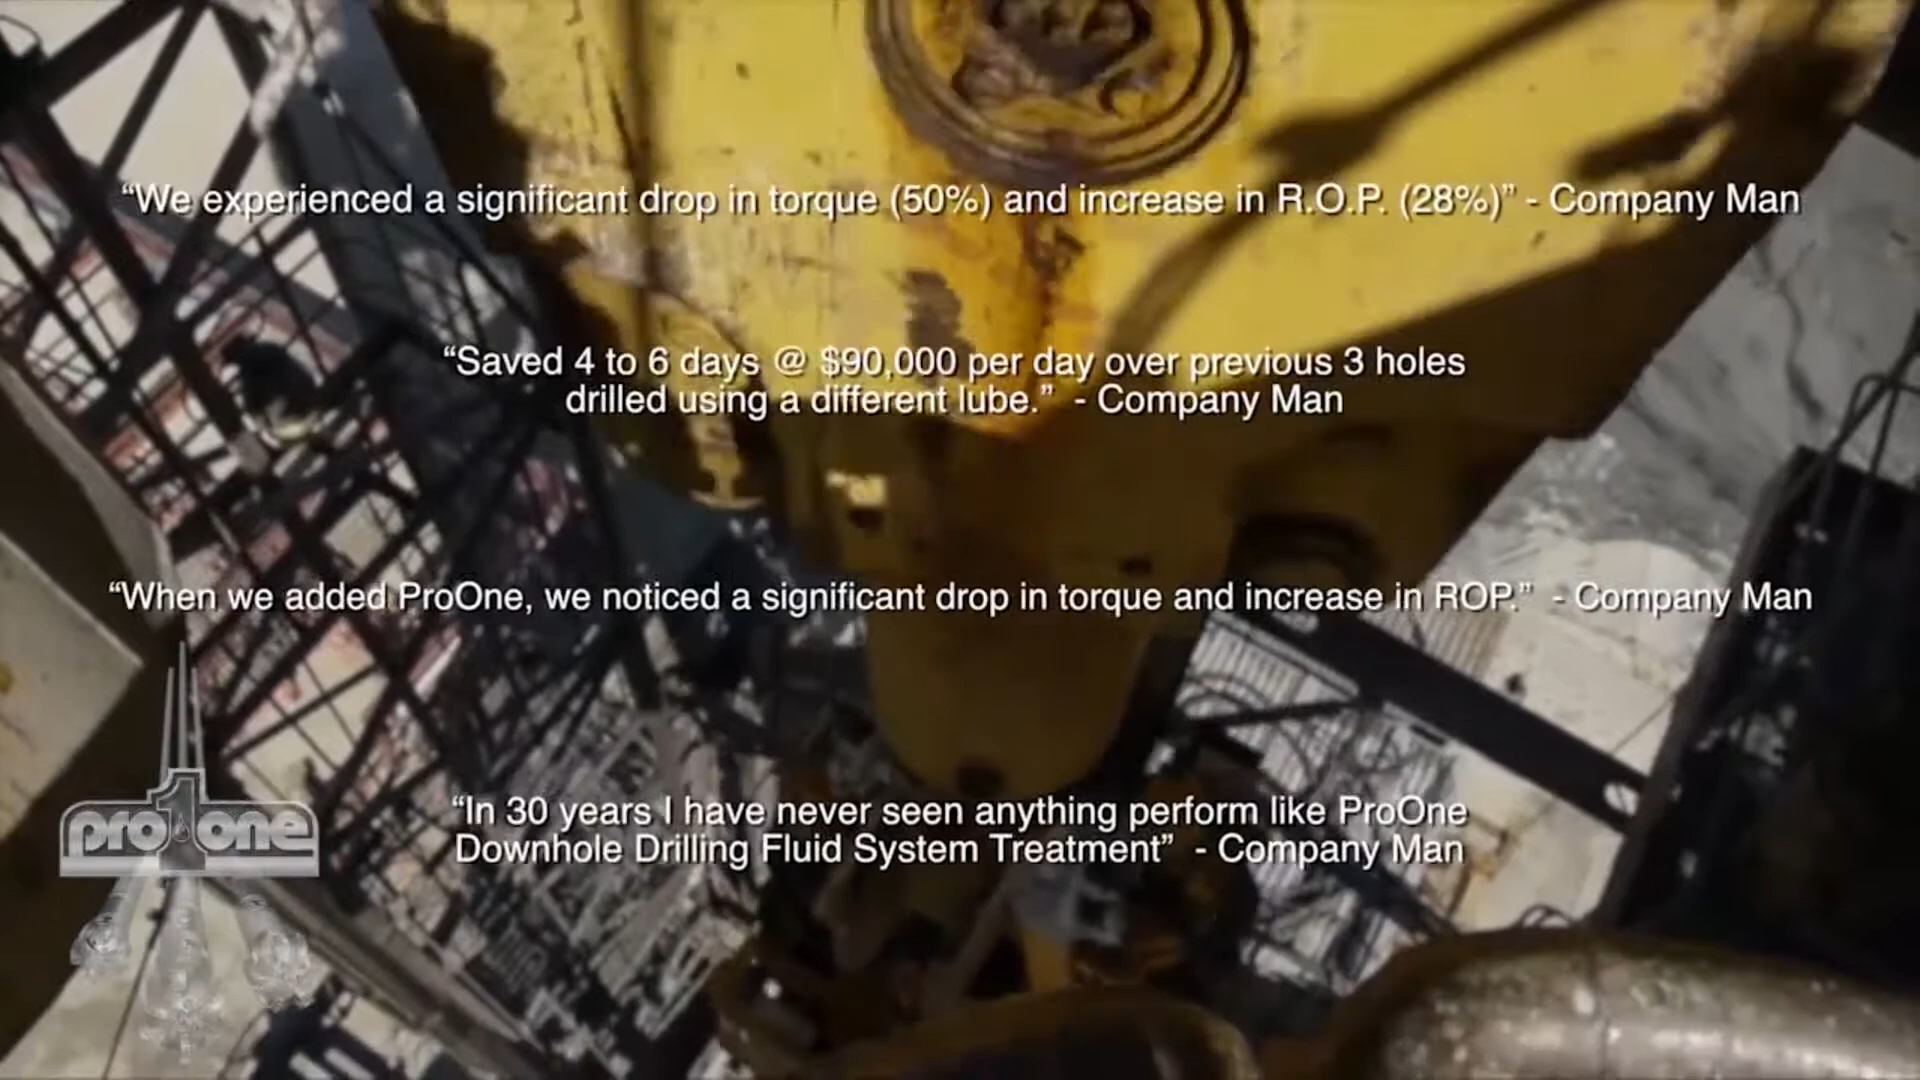 “We experienced a significant drop in torque (50%) and increase in R.O.P. (28%)” - Company Man
“Saved 4 to 6 days @ $90,000 per day over previous 3 holes
drilled using a different lube.” - Company Man
“When we added ProOne, we noticed a significant drop in torque and increase in ROP.” - Company Man
“In 30 years I have never seen anything perform like ProOne
Downhole Drilling Fluid System Treatment” - Company Man
pro 1 one